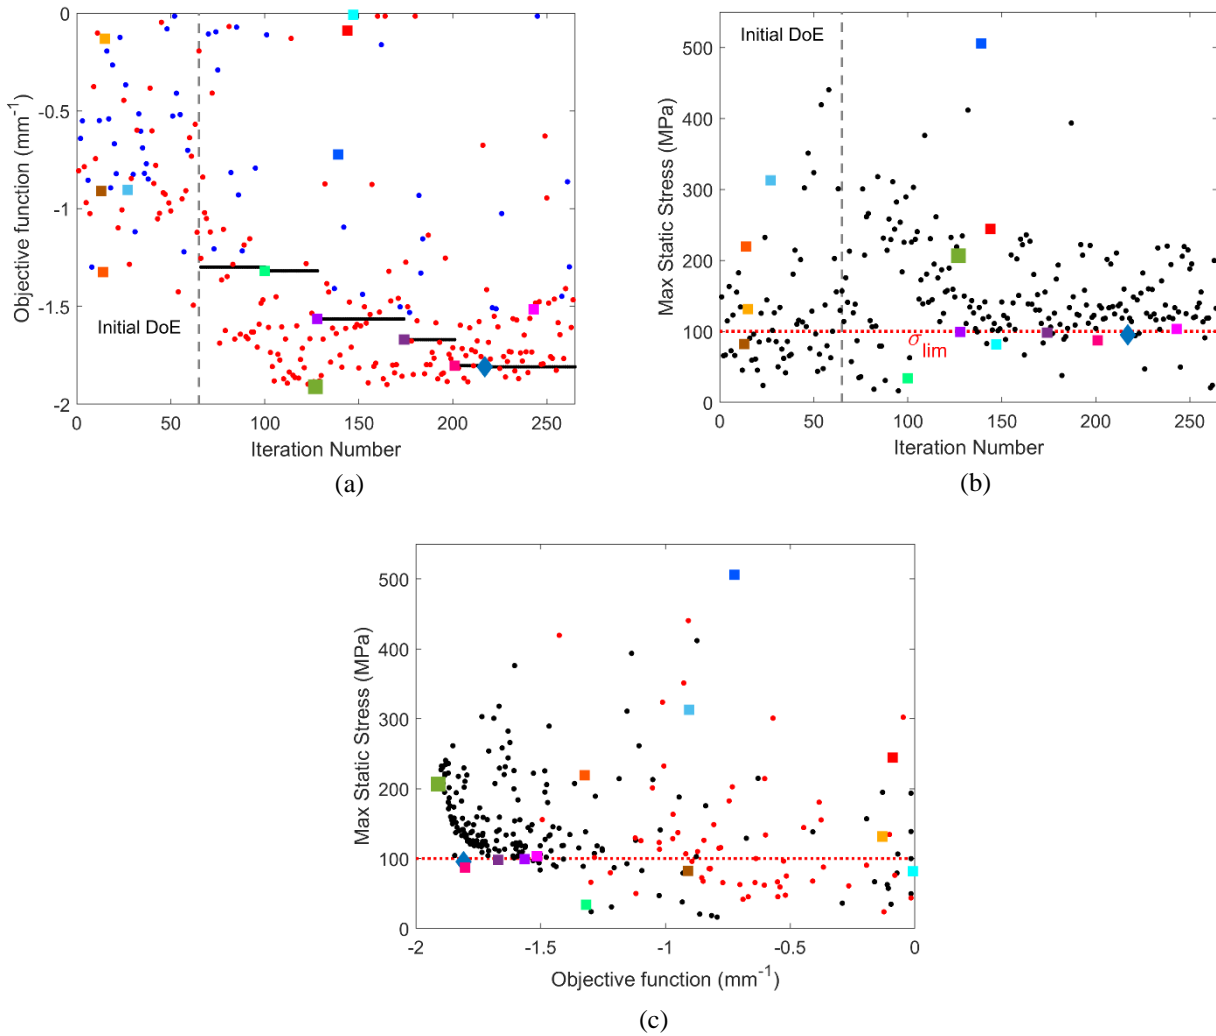 Objective function (mm-1)
0
-0.5
-1
-1.5
-2
Initial DoE
0 50 100 150 200 250
Iteration Number
(a)
Max Static Stress (MPa)
500
400
300
200
100
0
Initial DoE
σlim
0 50 100 150 200 250
Iteration Number
(b)
Max Static Stress (MPa)
500
400
300
200
100
0
-2 -1.5 -1 -0.5 0
Objective function (mm-1)
(c)